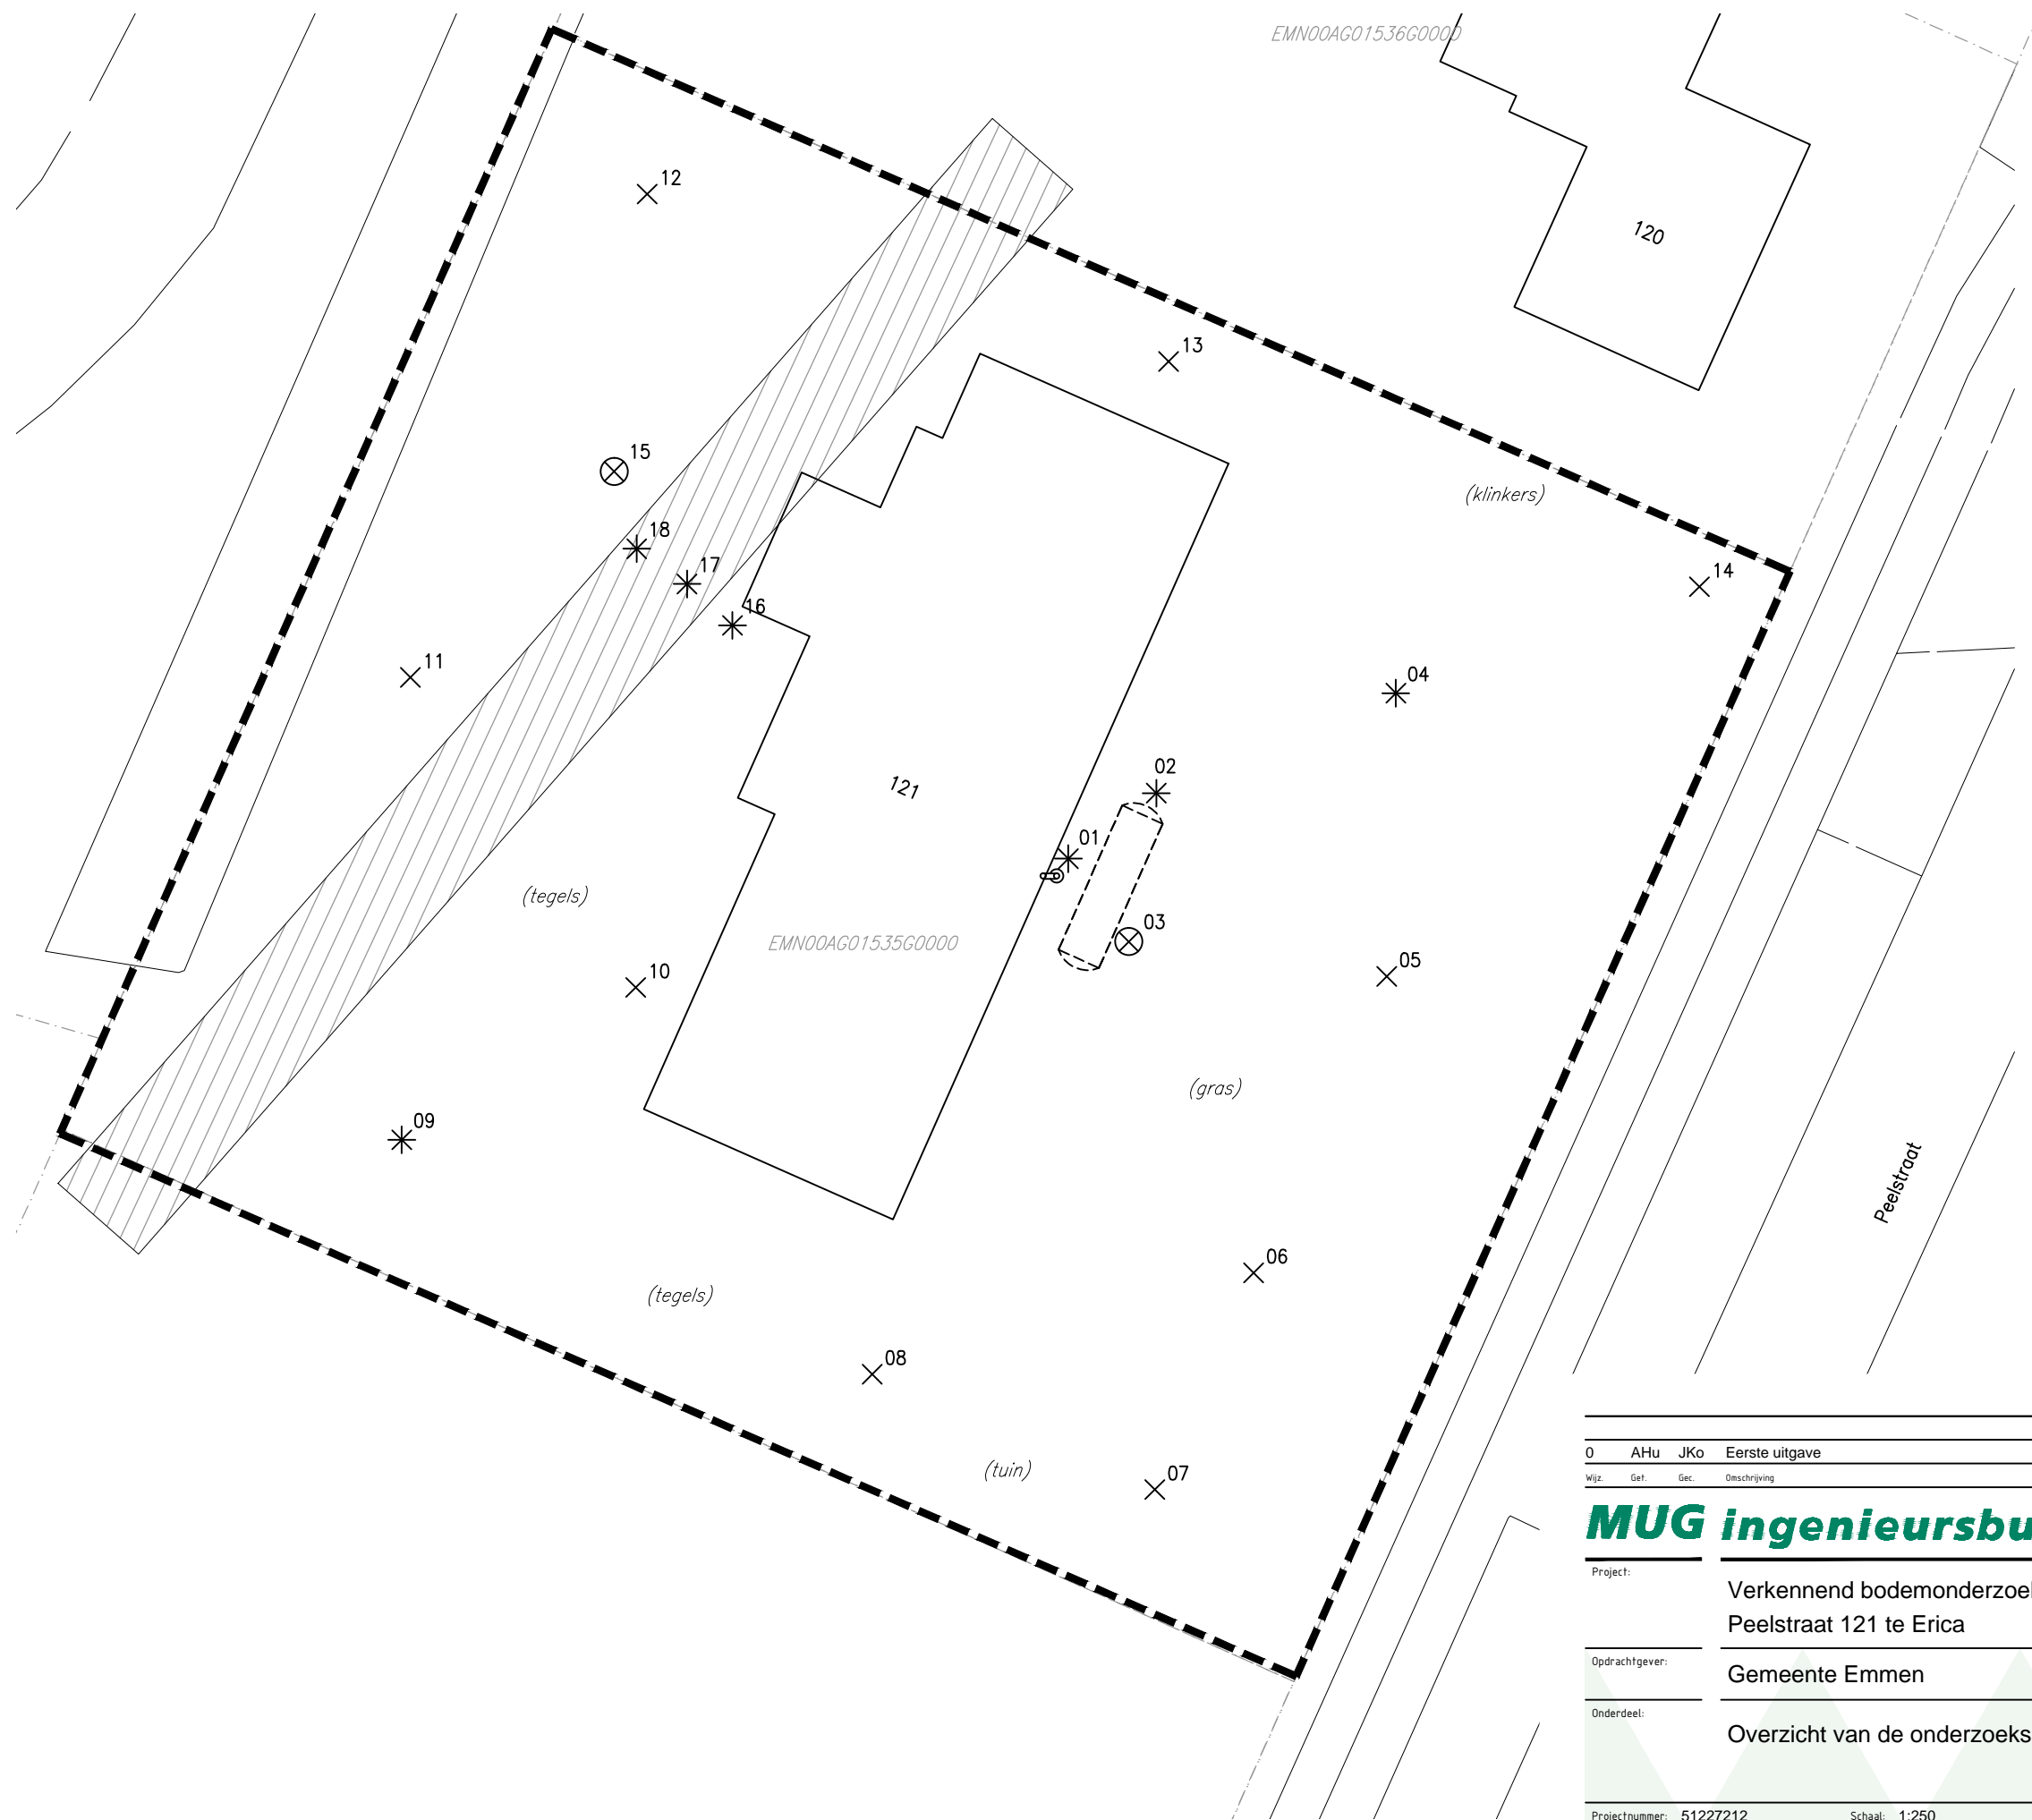 EMN00AG01536G0000
12
120
13
15
(klinkers)
18
17
14
16
11
04
02
121
01
(tegels)
03
EMN00AG01535G0000
10
05
(gras)
09
Peelstraat
06
(tegels)
08
(tuin)
07
0 AHu JKo Eerste uitgave
Wijz. Get. Gec. Omschrijving
MUG ingenieursbu
Project:
Verkennend bodemonderzoe
Peelstraat 121 te Erica
Opdrachtgever:
Gemeente Emmen
Onderdeel:
Overzicht van de onderzoeks
Projectnummer: 51227212 Schaal: 1:250